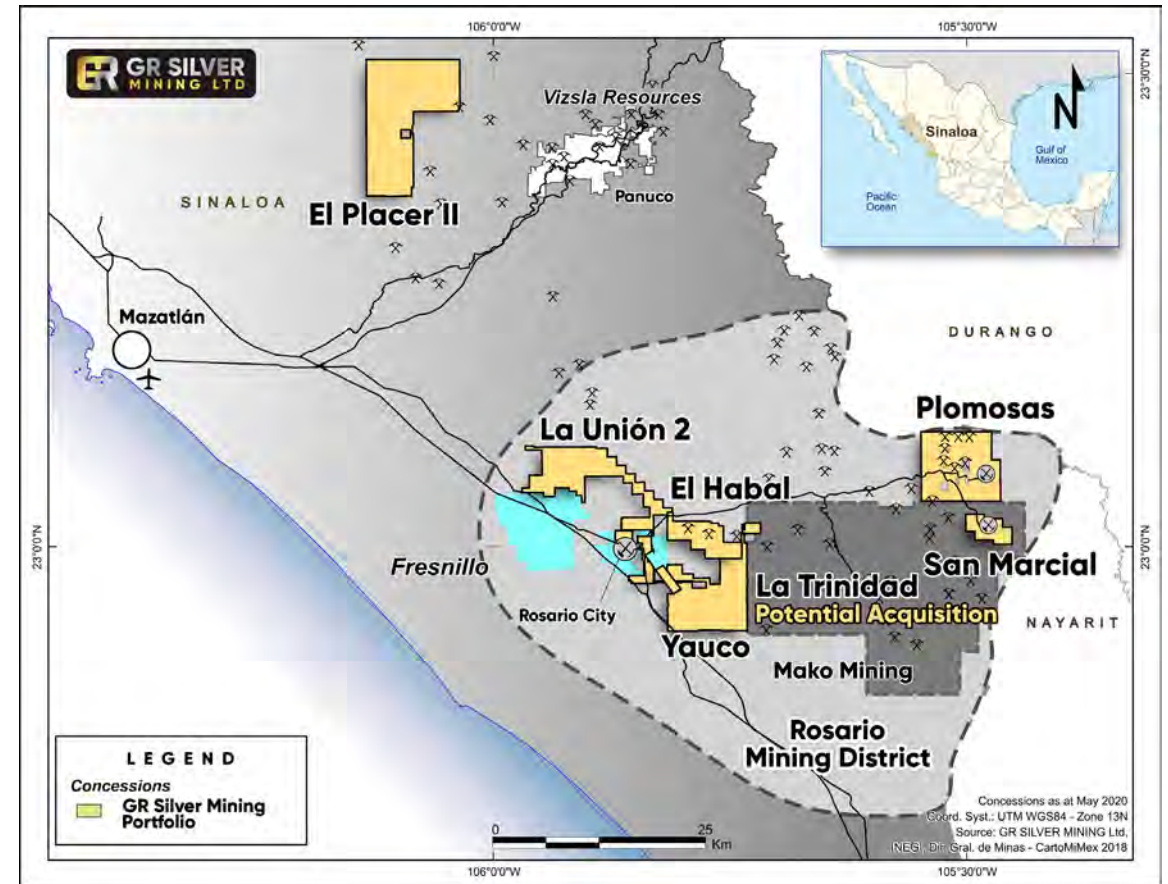 106°0'0"W
105°30'0"W
GR SILVER
MINING LTD
23°30'0"N
Vizsla Resources
Panuco
SINALOA
El Placer II
N
Sinaloa
Gulf of
Mexico
Pacific
Ocean
Mazatlán
DURANGO
Plomosas
La Unión 2
El Habal
23°0'0"N
23°0'0"N
Fresnillo
San Marcial
La Trinidad
Potential Acquisition
Rosario City
NAYARIT
Yauco
Mako Mining
Rosario
Mining District
LEGEND
Concessions
GR Silver Mining
Portfolio
0
25
Km
Concessions as at May 2020
Coord. Syst.: UTM WGS84 - Zone 13N
Source: GR SILVER MINING Ltd,
INEGI, Dir. Gral. de Minas - CartoMiMex 2018
106°0'0"W
105°30'0"W